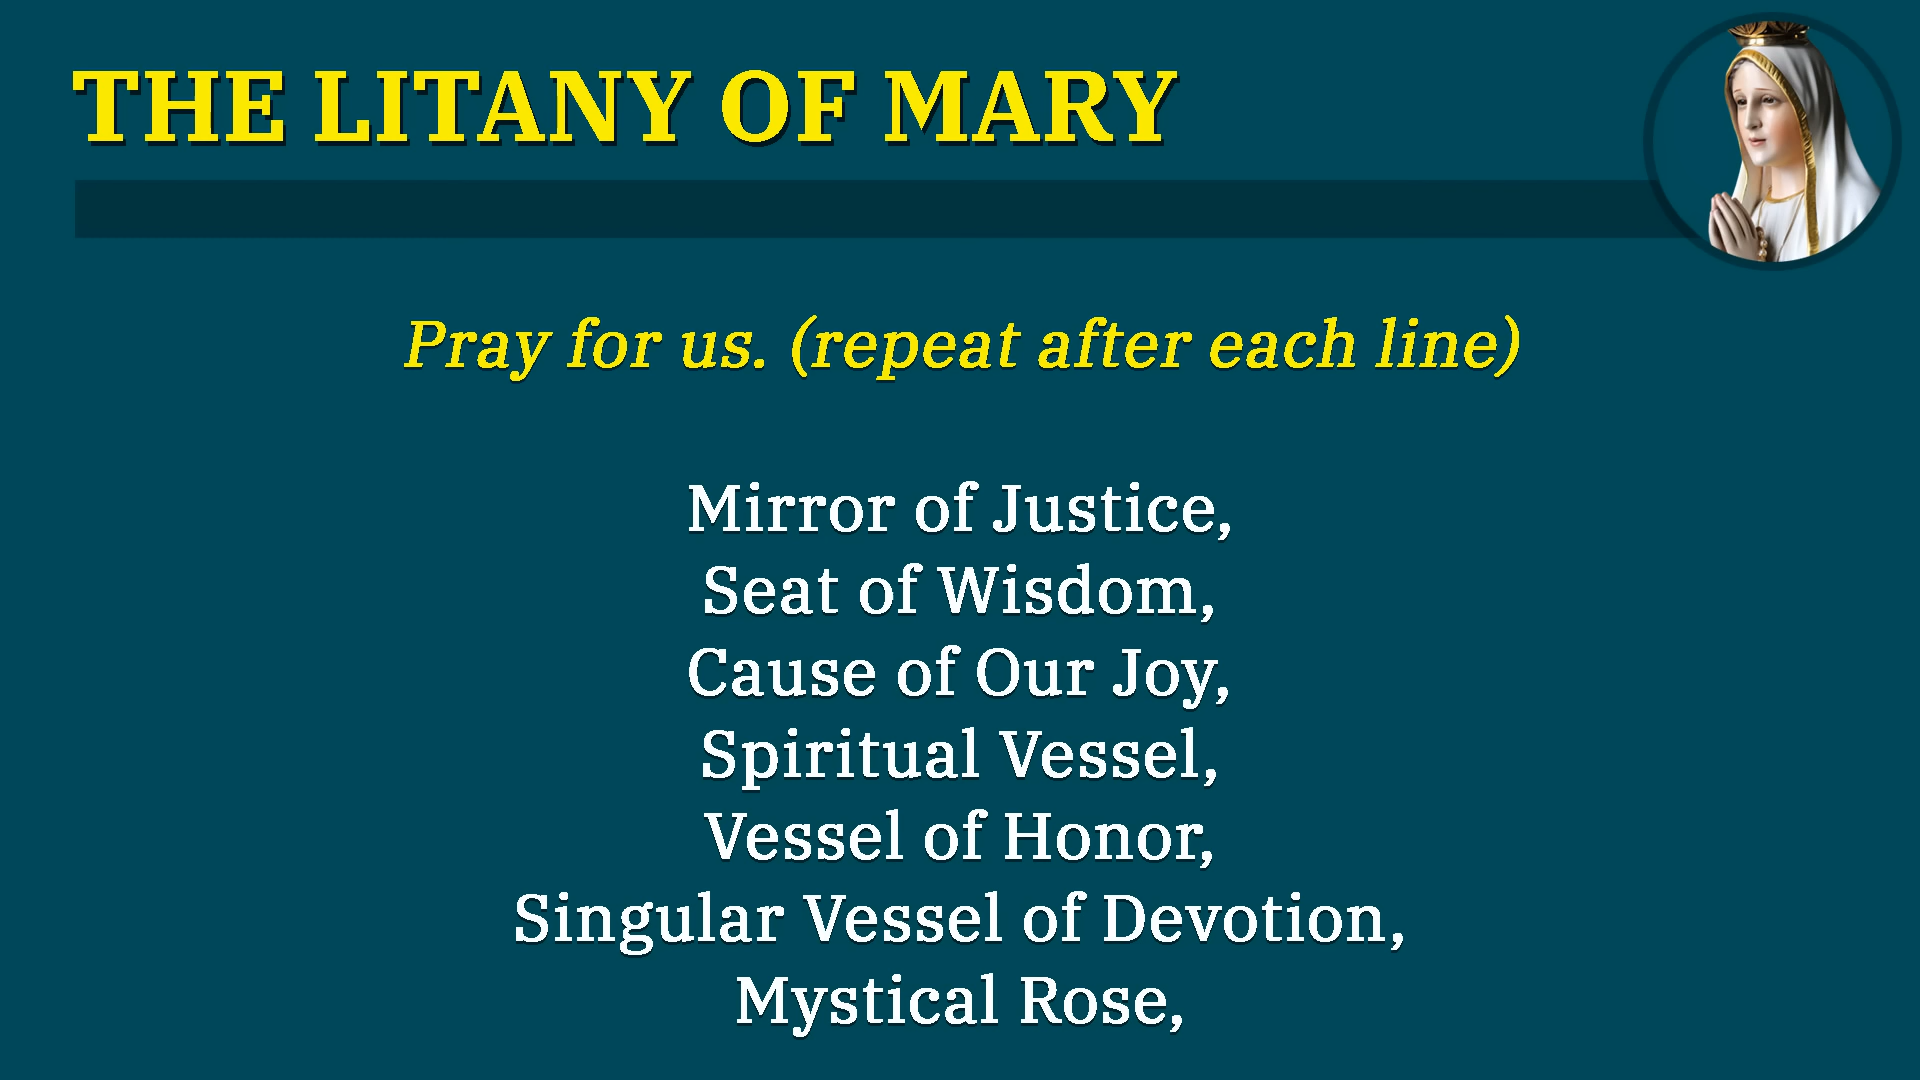 THE LITANY OF MARY
Pray for us. (repeat after each line)
Mirror of Justice,
Seat of Wisdom,
Cause of Our Joy,
Spiritual Vessel,
Vessel of Honor,
Singular Vessel of Devotion,
Mystical Rose,